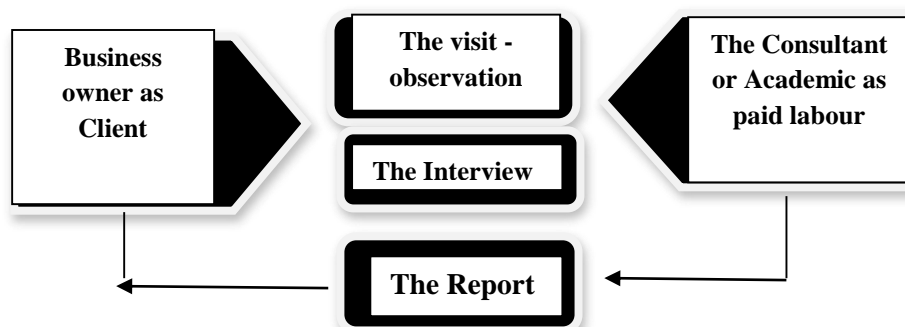 Business
owner as
Client
The visit -
observation
The Interview
The Consultant
or Academic as
paid labour
The Report